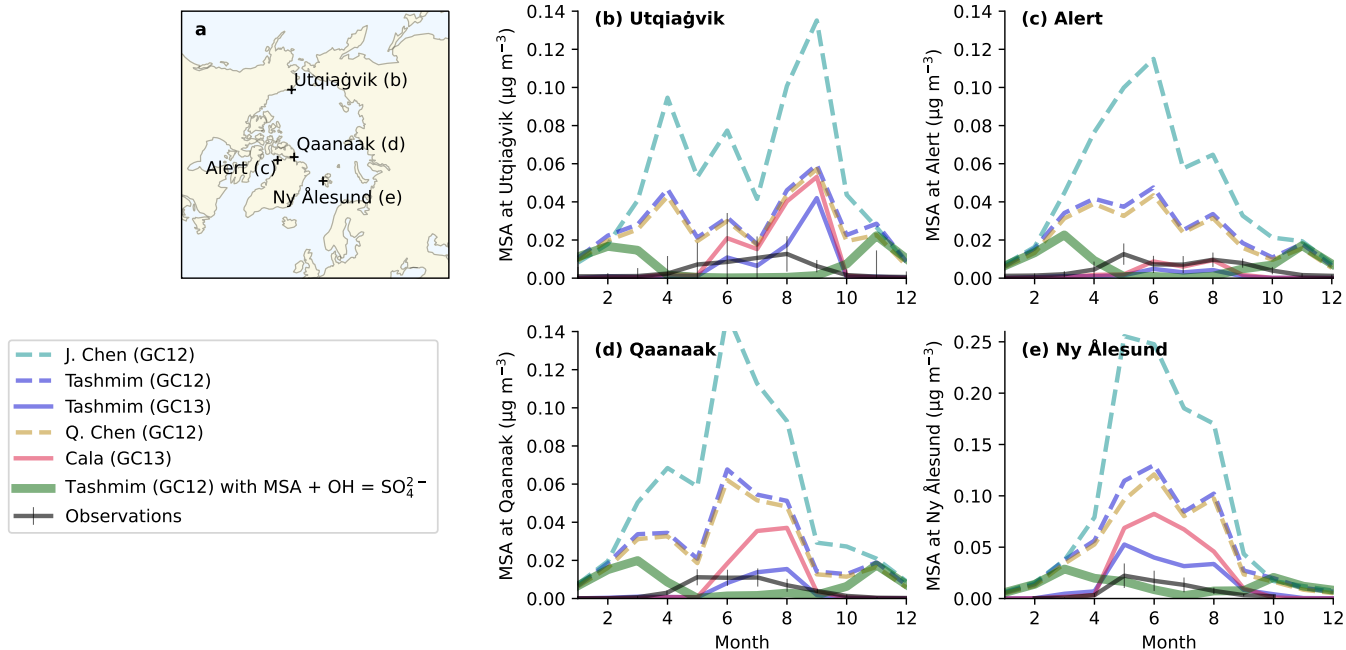 a
Utqiaġvik (b)
Qaanaak (d)
Alert (c)
Ny Ålesund (e)
J. Chen (GC12)
Tashmim (GC12)
Tashmim (GC13)
Q. Chen (GC12)
Cala (GC13)
Tashmim (GC12) with MSA + OH = SO₄²⁻
Observations
(b) Utqiaġvik
MSA at Utqiaġvik (µg m⁻³)
0.14
0.12
0.10
0.08
0.06
0.04
0.02
0.00
2 4 6 8 10 12
(c) Alert
MSA at Alert (µg m⁻³)
0.14
0.12
0.10
0.08
0.06
0.04
0.02
0.00
2 4 6 8 10 12
(d) Qaanaak
MSA at Qaanaak (µg m⁻³)
0.14
0.12
0.10
0.08
0.06
0.04
0.02
0.00
2 4 6 8 10 12
Month
(e) Ny Ålesund
MSA at Ny Ålesund (µg m⁻³)
0.25
0.20
0.15
0.10
0.05
0.00
2 4 6 8 10 12
Month